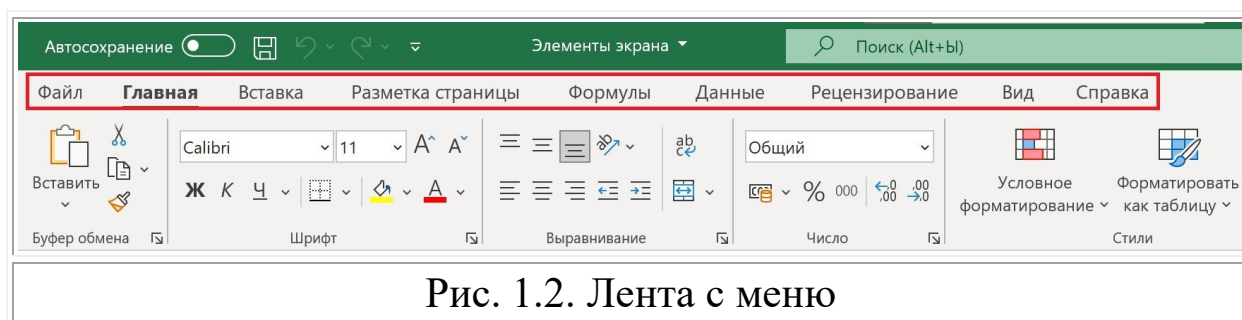 Автосохранение Элементы экрана Поиск (Alt+Ы)
Файл Главная Вставка Разметка страницы Формулы Данные Рецензирование Вид Справка
Calibri 11 A A ab Общий
Вставить Ж К Ч A % 000 Условное форматирование Форматировать как таблицу
Буфер обмена Шрифт Выравнивание Число Стили
Рис. 1.2. Лента с меню